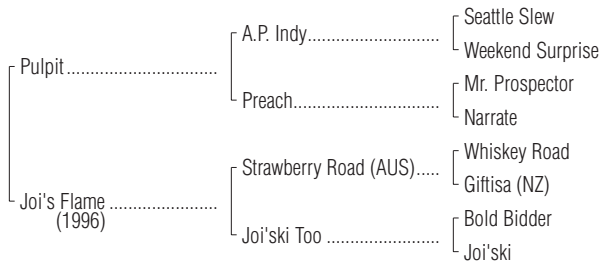 Seattle Slew
A.P. Indy..............................
Weekend Surprise
Pulpit................................
Mr. Prospector
Preach.................................
Narrate
Whiskey Road
Strawberry Road (AUS).....
Giftisa (NZ)
Joi's Flame .......................
(1996)
Bold Bidder
Joi'ski Too ........................
Joi'ski